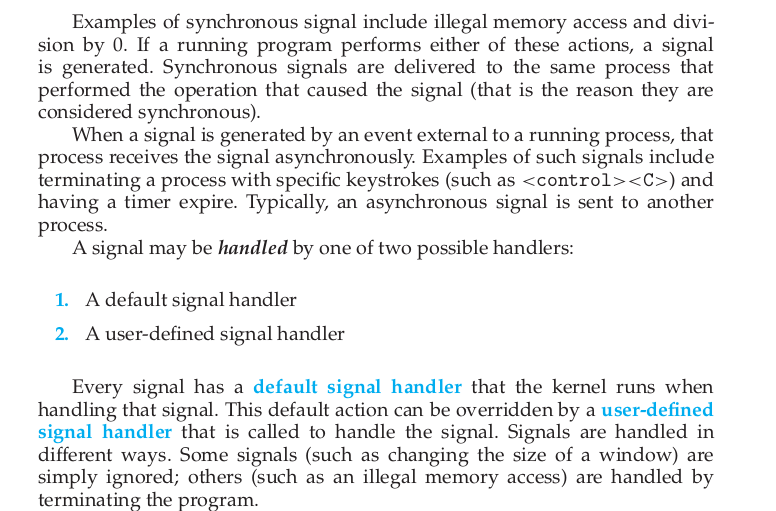 Examples of synchronous signal include illegal memory access and divi-
sion by 0. If a running program performs either of these actions, a signal
is generated. Synchronous signals are delivered to the same process that
performed the operation that caused the signal (that is the reason they are
considered synchronous).
When a signal is generated by an event external to a running process, that
process receives the signal asynchronously. Examples of such signals include
terminating a process with specific keystrokes (such as <control><C>) and
having a timer expire. Typically, an asynchronous signal is sent to another
process.
A signal may be handled by one of two possible handlers:
1. A default signal handler
2. A user-defined signal handler
Every signal has a default signal handler that the kernel runs when
handling that signal. This default action can be overridden by a user-defined
signal handler that is called to handle the signal. Signals are handled in
different ways. Some signals (such as changing the size of a window) are
simply ignored; others (such as an illegal memory access) are handled by
terminating the program.